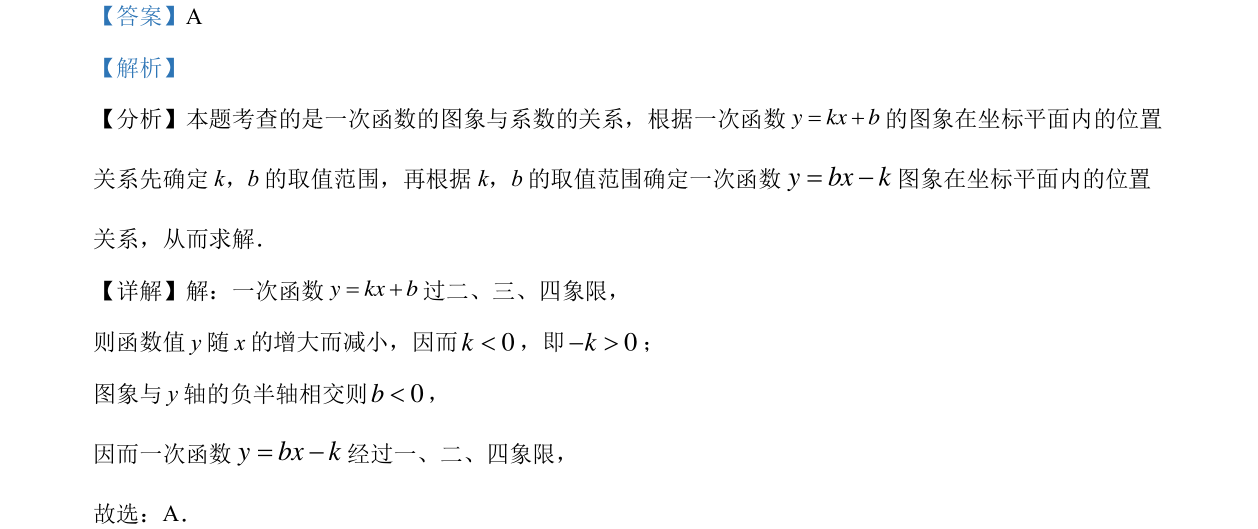 【答案】A
【解析】
【分析】本题考查的是一次函数的图象与系数的关系，根据一次函数 y = kx + b 的图象在坐标平面内的位置
关系先确定 k，b 的取值范围，再根据 k，b 的取值范围确定一次函数 y = bx − k 图象在坐标平面内的位置
关系，从而求解．
【详解】解：一次函数 y = kx + b 过二、三、四象限，
则函数值 y 随 x 的增大而减小，因而 k < 0，即 −k > 0；
图象与 y 轴的负半轴相交则 b < 0，
因而一次函数 y = bx − k 经过一、二、四象限，
故选：A．